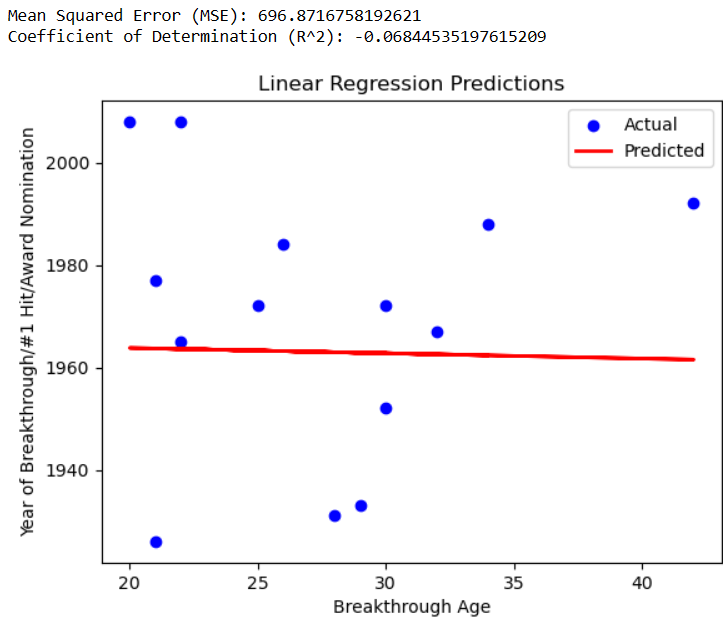 Mean Squared Error (MSE): 696.8716758192621
Coefficient of Determination (R^2): -0.06844535197615209
Linear Regression Predictions
Actual
Predicted
Year of Breakthrough/#1 Hit/Award Nomination
2000
1980
1960
1940
20
25
30
35
40
Breakthrough Age